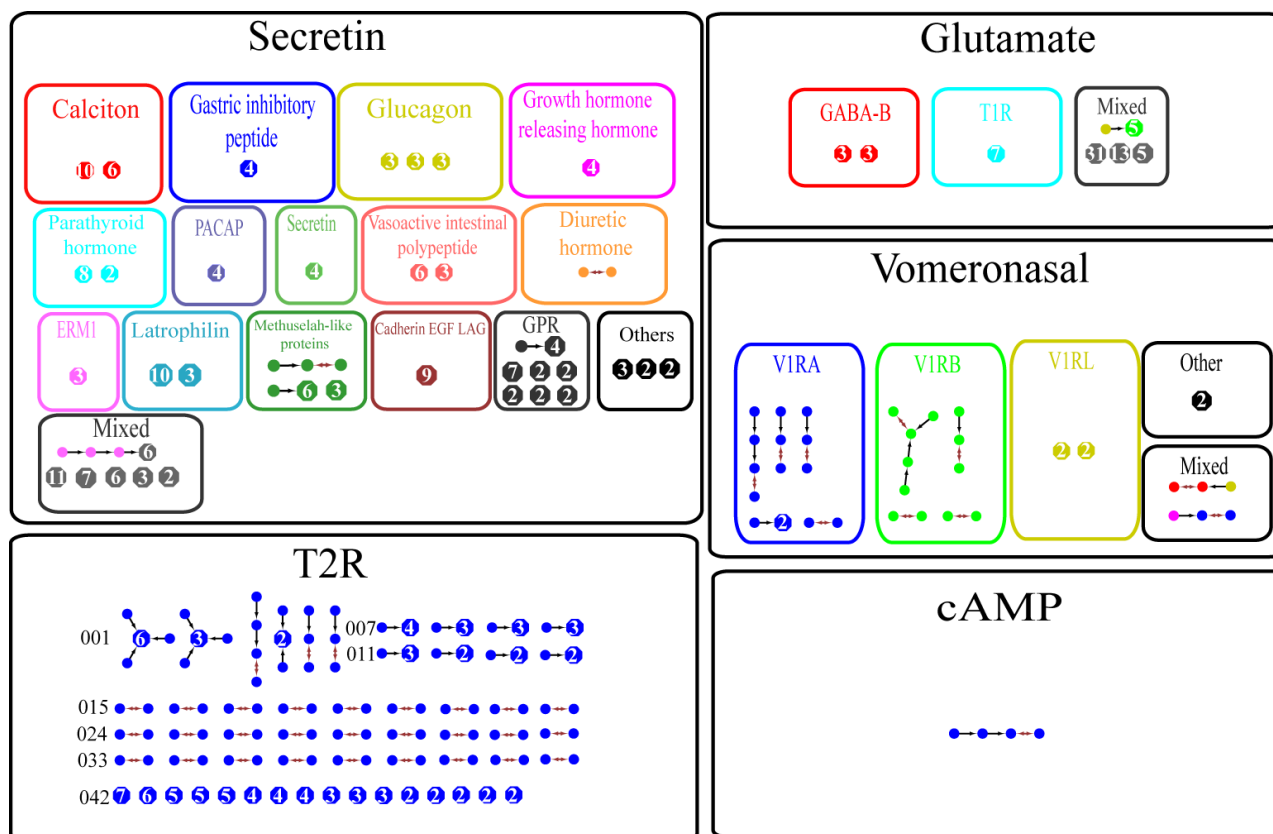 Secretin
Calciton
10 6
Gastric inhibitory
peptide
4
Glucagon
3 3 3
Growth hormone
releasing hormone
4
Parathyroid
hormone
8 2
PACAP
4
Secretin
4
Vasoactive intestinal
polypeptide
6 3
Diuretic
hormone
ERM1
3
Latrophilin
10 3
Methuselah-like
proteins
6 3
Cadherin EGF LAG
9
GPR
4
7 2 2
2 2 2
Others
3 2 2
Mixed
6
11 7 6 3 2
Glutamate
GABA-B
3 3
T1R
7
Mixed
5
31 13 5
Vomeronasal
V1RA
2
V1RB
V1RL
2 2
Other
2
Mixed
T2R
001 6 3 2
007 4 3 3 3
011 3 2 2 2
015
024
033
042 7 6 5 5 5 4 4 4 3 3 3 2 2 2 2 2
cAMP